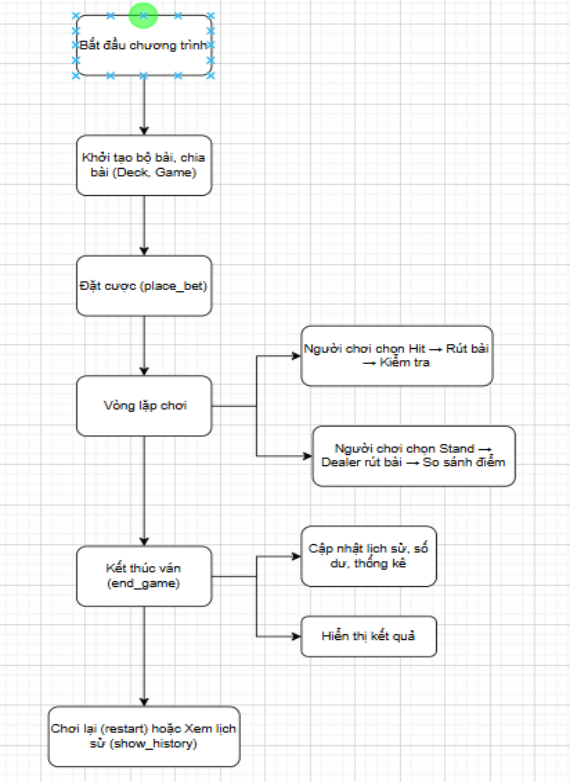 Bắt đầu chương trình
Khởi tạo bộ bài, chia
bài (Deck, Game)
Đặt cược (place_bet)
Vòng lặp chơi
Người chơi chọn Hit → Rút bài
→ Kiểm tra
Người chơi chọn Stand →
Dealer rút bài → So sánh điểm
Kết thúc ván
(end_game)
Cập nhật lịch sử, số
dư, thống kê
Hiển thị kết quả
Chơi lại (restart) hoặc Xem lịch
sử (show_history)